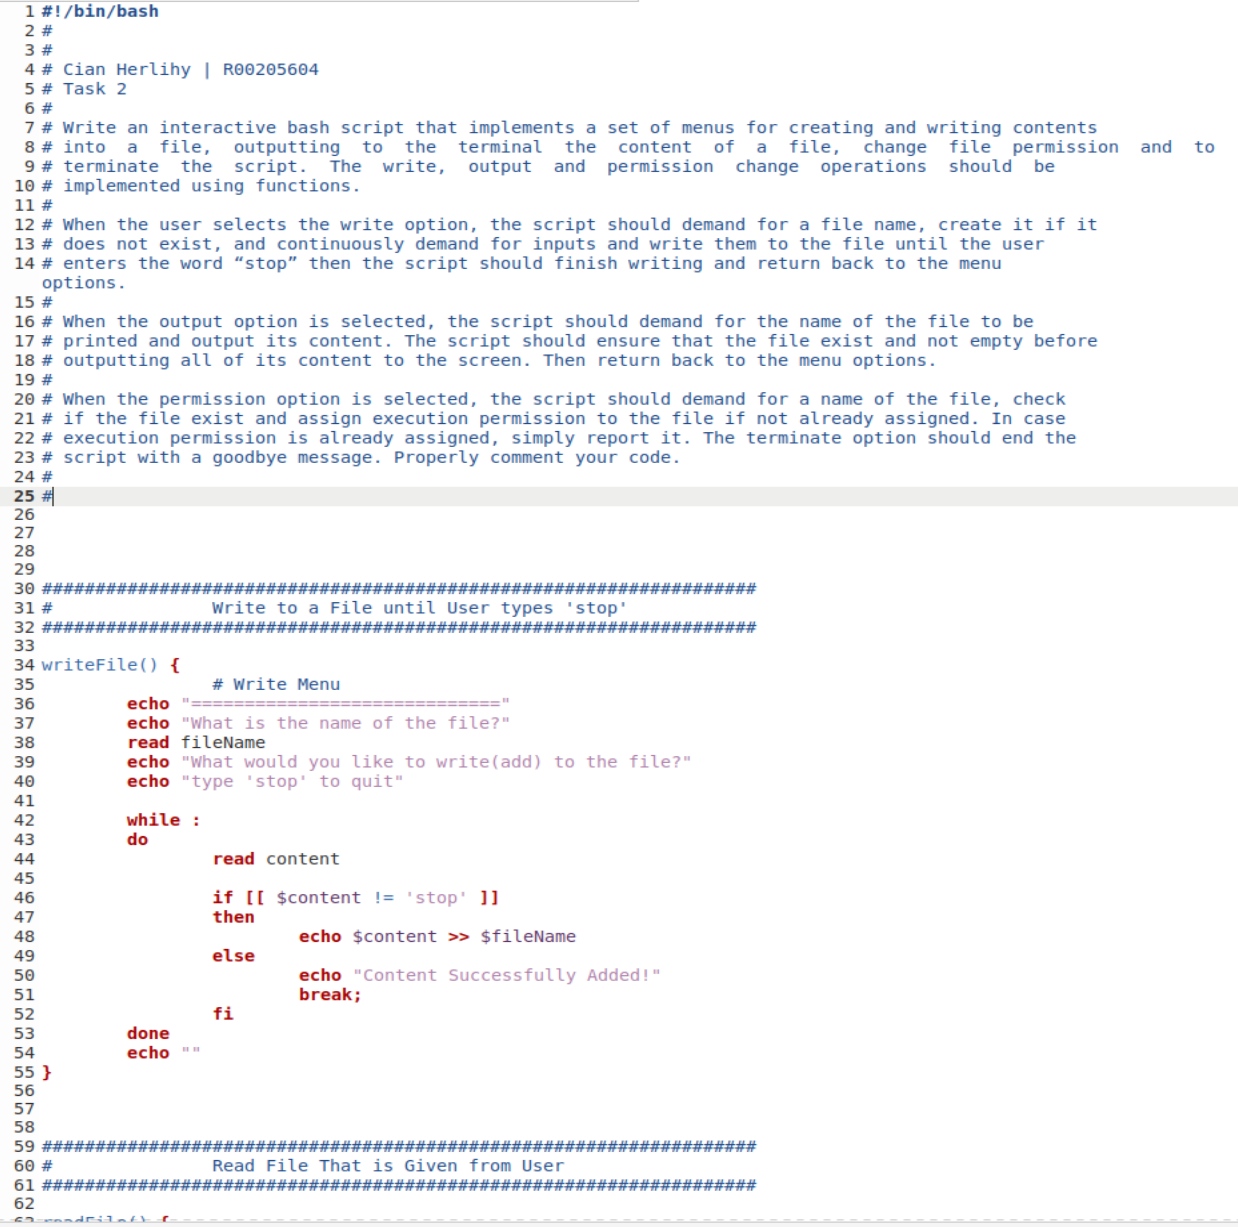 1 #!/bin/bash
2 #
3 #
4 # Cian Herlihy | R00205604
5 # Task 2
6 #
7 # Write an interactive bash script that implements a set of menus for creating and writing contents
8 # into a file, outputting to the terminal the content of a file, change file permission and to
9 # terminate the script. The write, output and permission change operations should be
10 # implemented using functions.
11 #
12 # When the user selects the write option, the script should demand for a file name, create it if it
13 # does not exist, and continuously demand for inputs and write them to the file until the user
14 # enters the word “stop” then the script should finish writing and return back to the menu
options.
15 #
16 # When the output option is selected, the script should demand for the name of the file to be
17 # printed and output its content. The script should ensure that the file exist and not empty before
18 # outputting all of its content to the screen. Then return back to the menu options.
19 #
20 # When the permission option is selected, the script should demand for a name of the file, check
21 # if the file exist and assign execution permission to the file if not already assigned. In case
22 # execution permission is already assigned, simply report it. The terminate option should end the
23 # script with a goodbye message. Properly comment your code.
24 #
25 #
26
27
28
29
30 ###################################################################
31 # Write to a File until User types 'stop'
32 ###################################################################
33
34 writeFile() {
35 # Write Menu
36 echo "============================="
37 echo "What is the name of the file?"
38 read fileName
39 echo "What would you like to write(add) to the file?"
40 echo "type 'stop' to quit"
41
42 while :
43 do
44 read content
45
46 if [[ $content != 'stop' ]]
47 then
48 echo $content >> $fileName
49 else
50 echo "Content Successfully Added!"
51 break;
52 fi
53 done
54 echo ""
55 }
56
57
58
59 ###################################################################
60 # Read File That is Given from User
61 ###################################################################
62
63 readFile() {